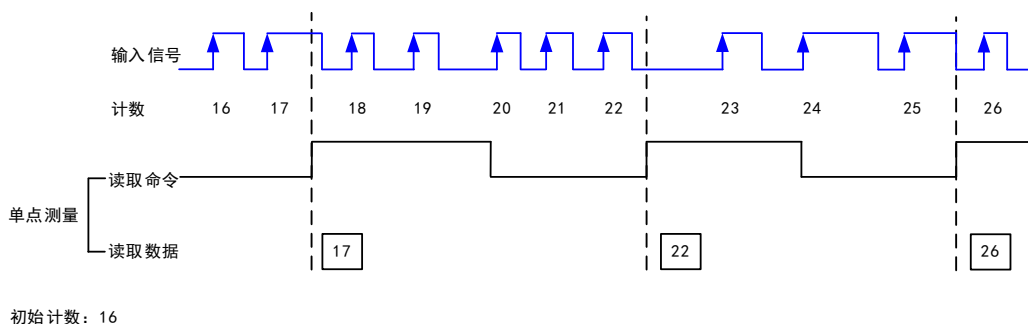 输入信号
计数 16 17 18 19 20 21 22 23 24 25 26
读取命令
单点测量
读取数据 17 22 26
初始计数：16